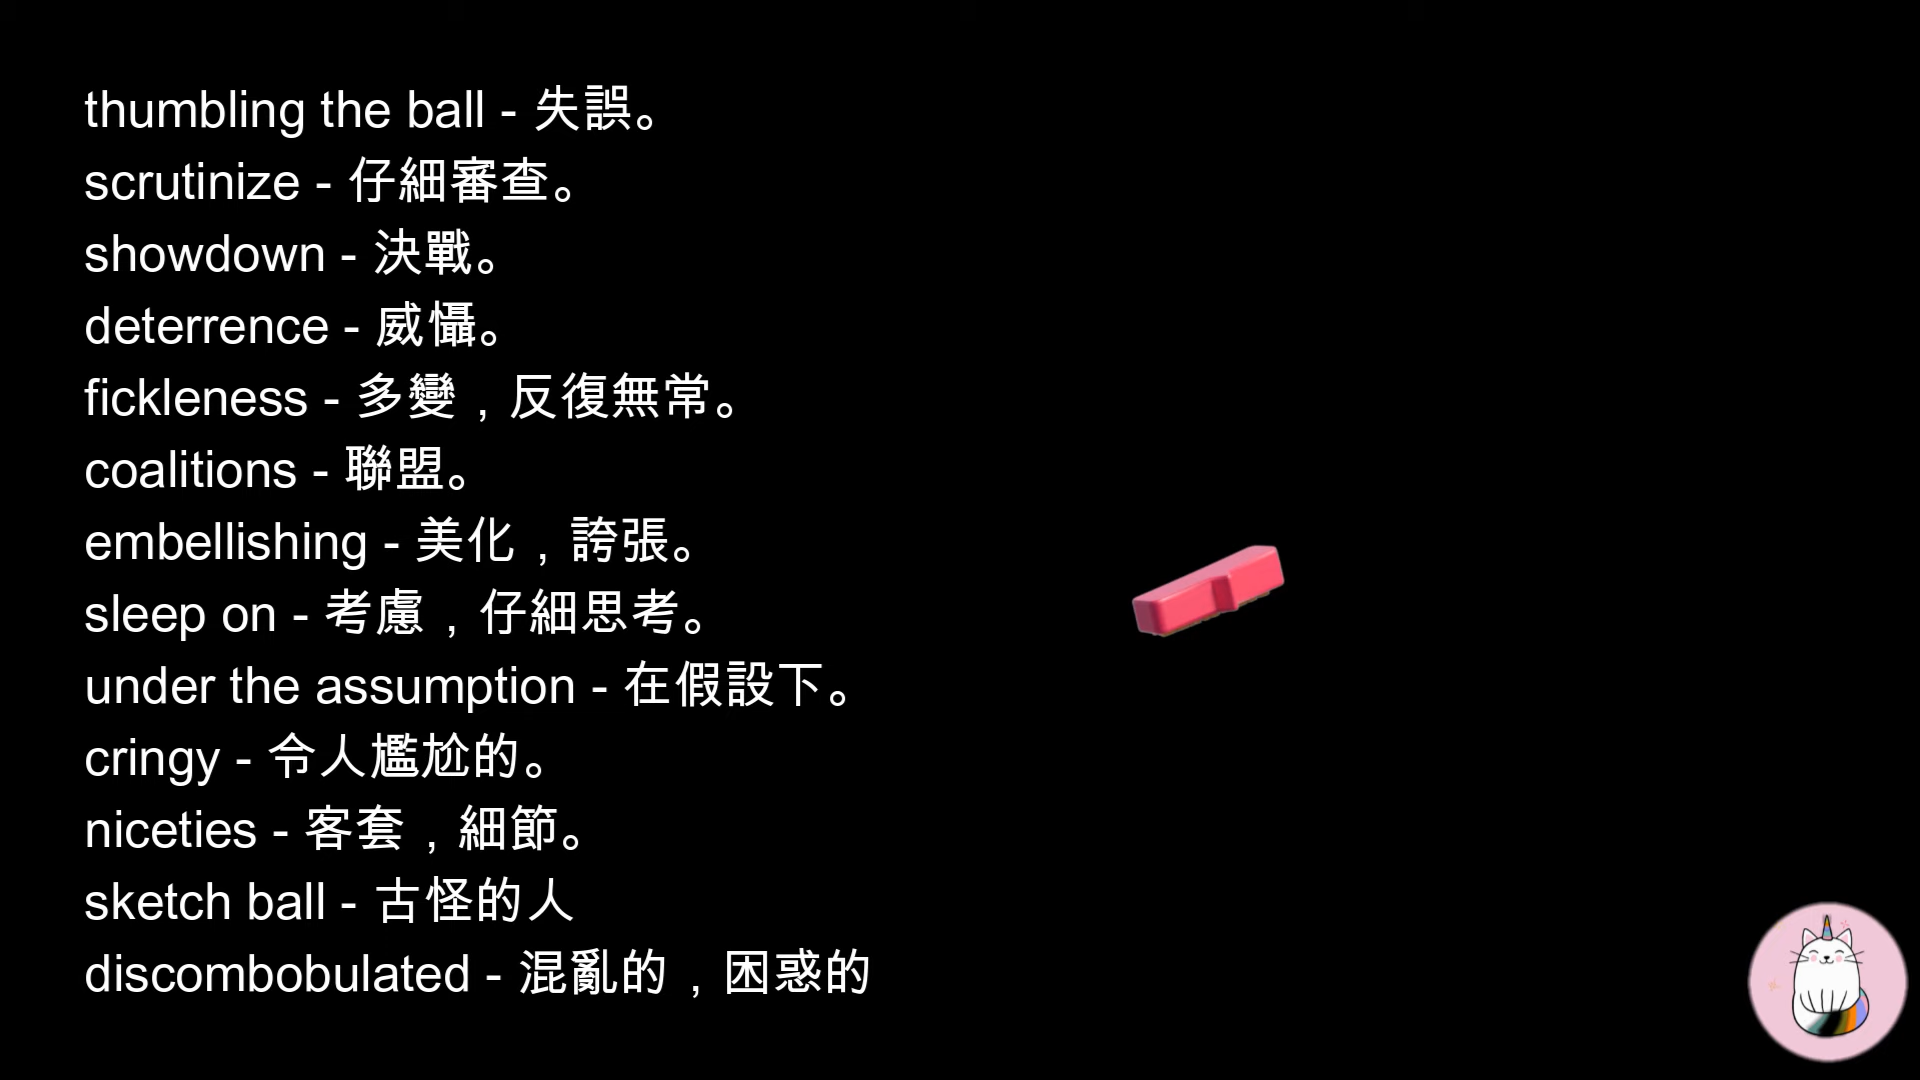 thumbling the ball - 失誤。
scrutinize - 仔細審查。
showdown - 決戰。
deterrence - 威懾。
fickleness - 多變，反復無常。
coalitions - 聯盟。
embellishing - 美化，誇張。
sleep on - 考慮，仔細思考。
under the assumption - 在假設下。
cringy - 令人尷尬的。
niceties - 客套，細節。
sketch ball - 古怪的人
discombobulated - 混亂的，困惑的